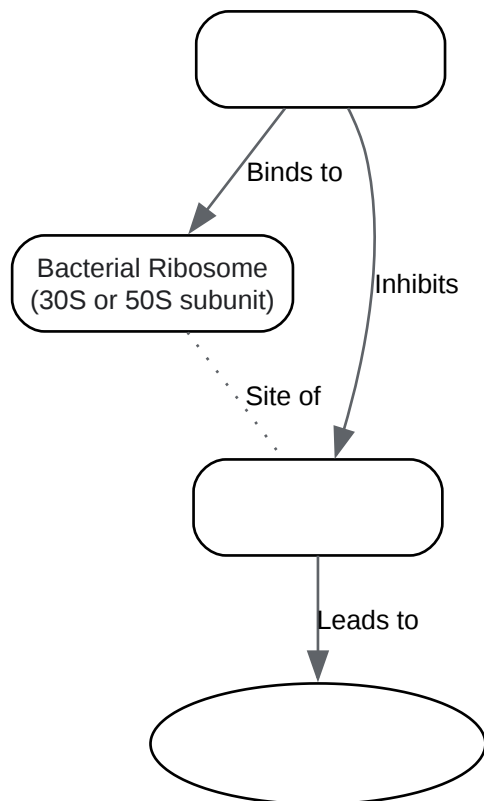 Binds to
Bacterial Ribosome
(30S or 50S subunit)
Inhibits
Site of
Leads to